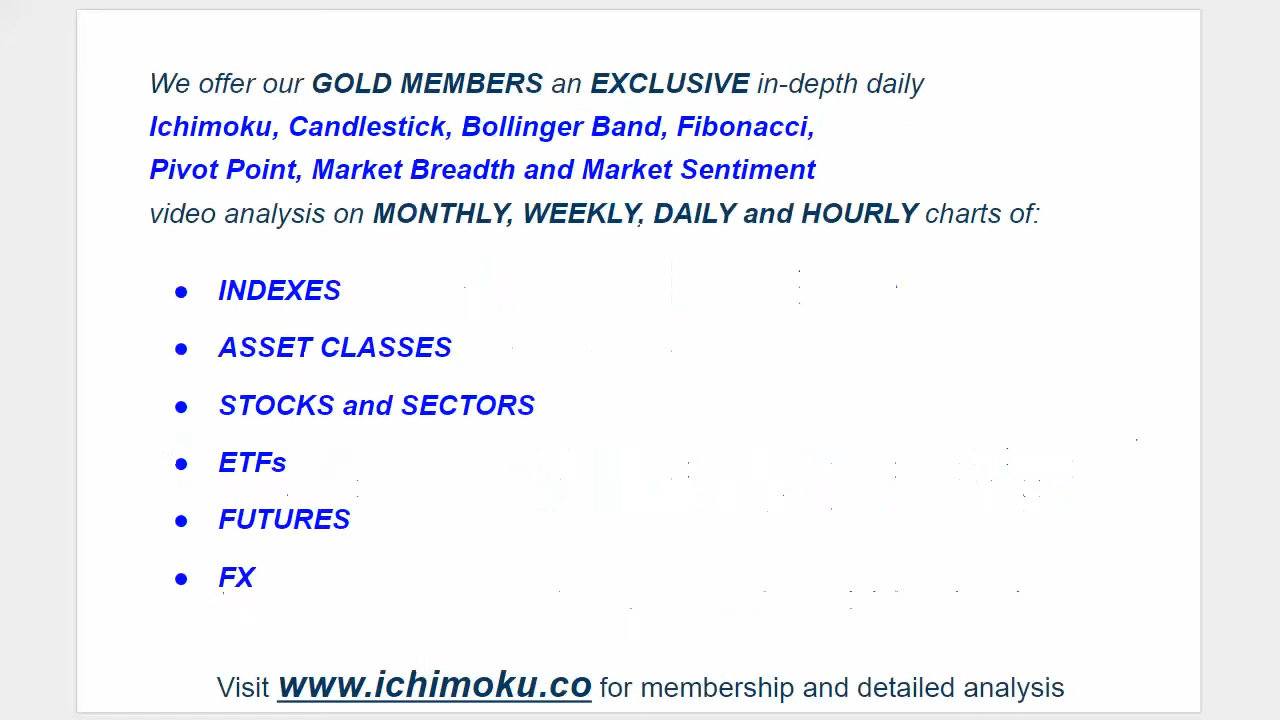 We offer our GOLD MEMBERS an EXCLUSIVE in-depth daily
Ichimoku, Candlestick, Bollinger Band, Fibonacci,
Pivot Point, Market Breadth and Market Sentiment
video analysis on MONTHLY, WEEKLY, DAILY and HOURLY charts of:
● INDEXES
● ASSET CLASSES
● STOCKS and SECTORS
● ETFs
● FUTURES
● FX
Visit www.ichimoku.co for membership and detailed analysis